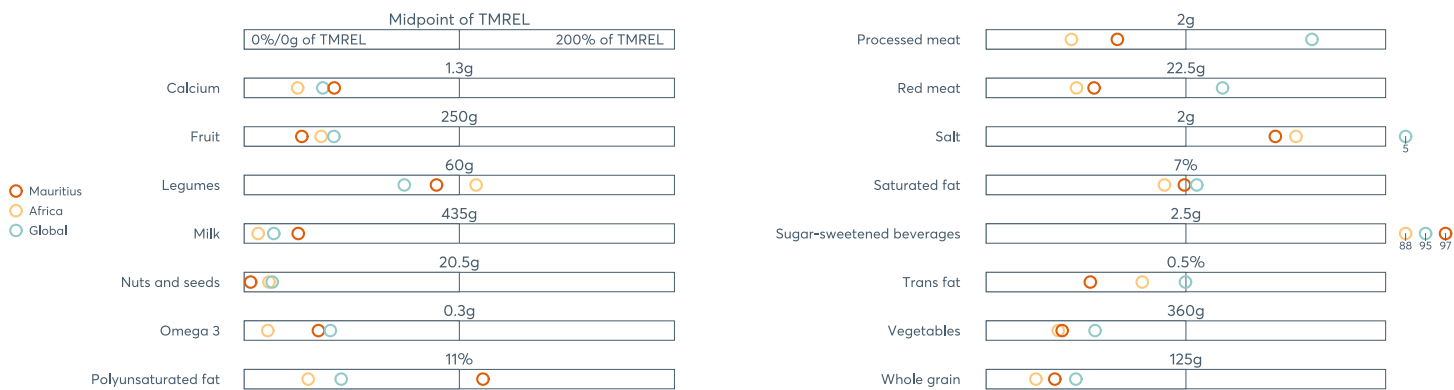 Midpoint of TMREL
0%/0g of TMREL 200% of TMREL
1.3g
Calcium
250g
Fruit
60g
Legumes
435g
Milk
20.5g
Nuts and seeds
0.3g
Omega 3
11%
Polyunsaturated fat
Mauritius
Africa
Global
2g
Processed meat
22.5g
Red meat
2g
Salt
5
7%
Saturated fat
2.5g
Sugar-sweetened beverages
88 95 97
0.5%
Trans fat
360g
Vegetables
125g
Whole grain